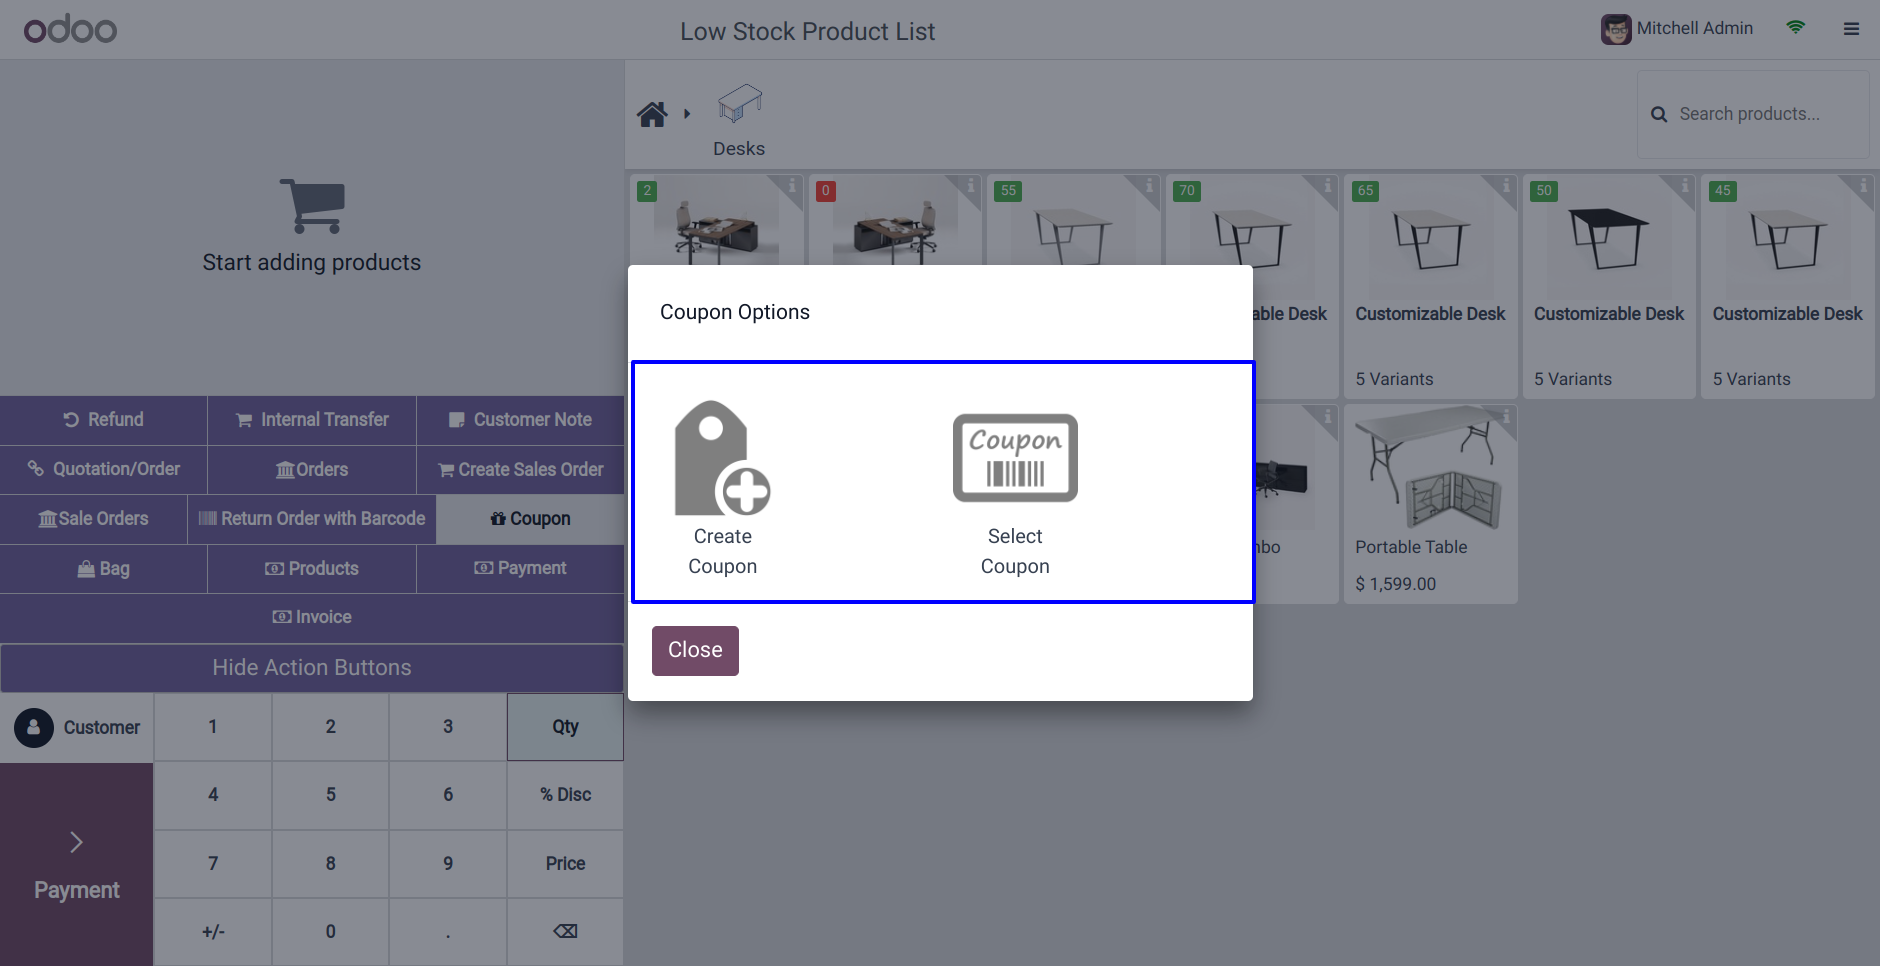 odoo
Low Stock Product List
Mitchell Admin
Desks
Search products...
Start adding products
2
0
55
70
65
50
45
able Desk
Customizable Desk
Customizable Desk
Customizable Desk
5 Variants
5 Variants
5 Variants
nbo
Portable Table
$ 1,599.00
Coupon Options
Coupon
Create
Coupon
Select
Coupon
Close
Refund
Internal Transfer
Customer Note
Quotation/Order
Orders
Create Sales Order
Sale Orders
Return Order with Barcode
Coupon
Bag
Products
Payment
Invoice
Hide Action Buttons
Customer
1
2
3
Qty
4
5
6
% Disc
Payment
7
8
9
Price
+/-
0
.